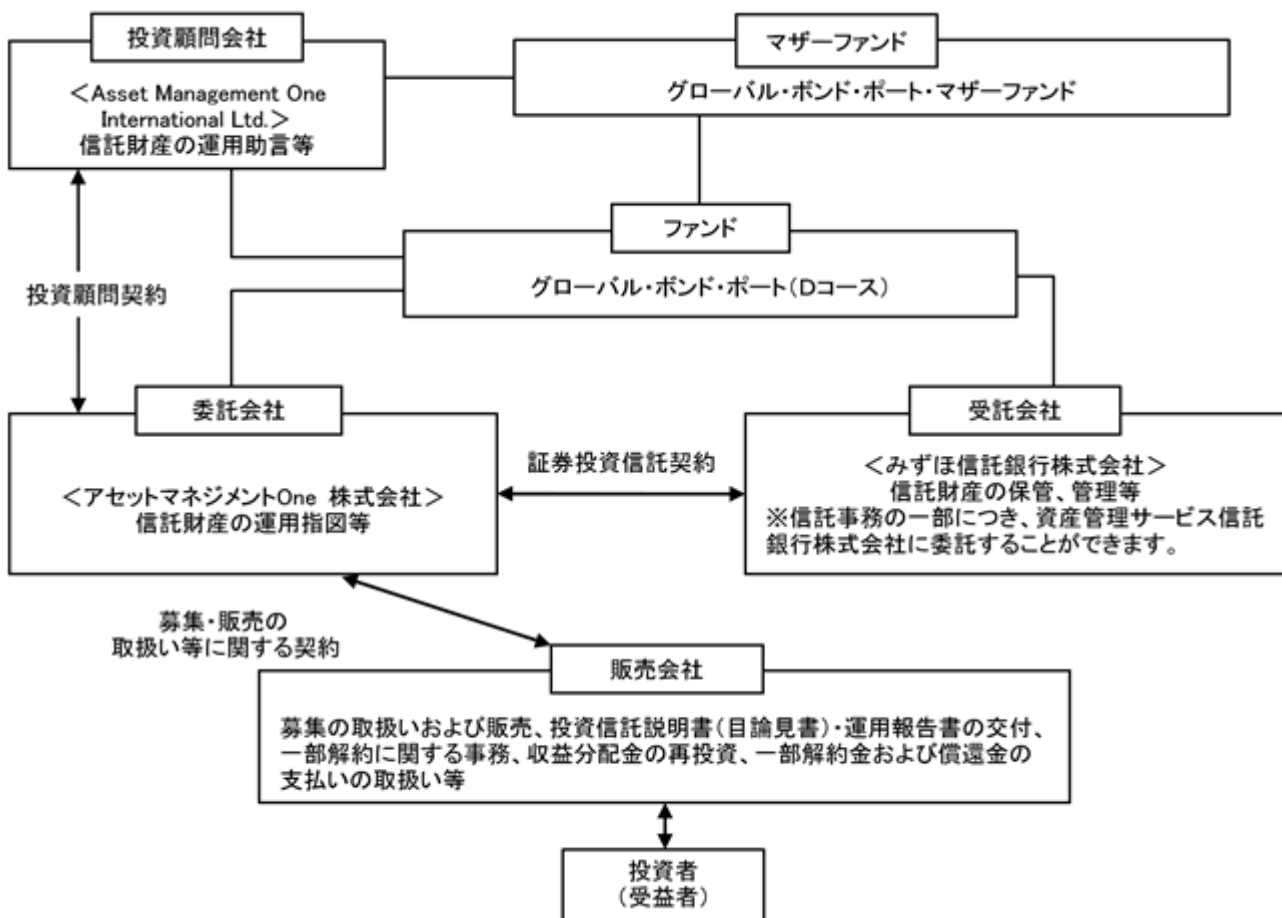 投資顧問会社
<Asset Management One
International Ltd.>
信託財産の運用助言等
マザーファンド
グローバル・ボンド・ポート・マザーファンド
ファンド
グローバル・ボンド・ポート(Dコース)
投資顧問契約
委託会社
<アセットマネジメントOne 株式会社>
信託財産の運用指図等
証券投資信託契約
受託会社
<みずほ信託銀行株式会社>
信託財産の保管、管理等
※信託事務の一部につき、資産管理サービス信託
銀行株式会社に委託することができます。
募集・販売の
取扱い等に関する契約
販売会社
募集の取扱いおよび販売、投資信託説明書(目論見書)・運用報告書の交付、
一部解約に関する事務、収益分配金の再投資、一部解約金および償還金の
支払いの取扱い等
投資者
(受益者)